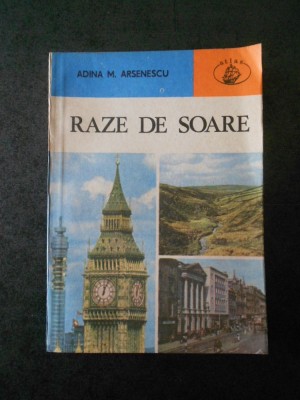 ADINA M. ARSENESCU
RAZE DE SOARE